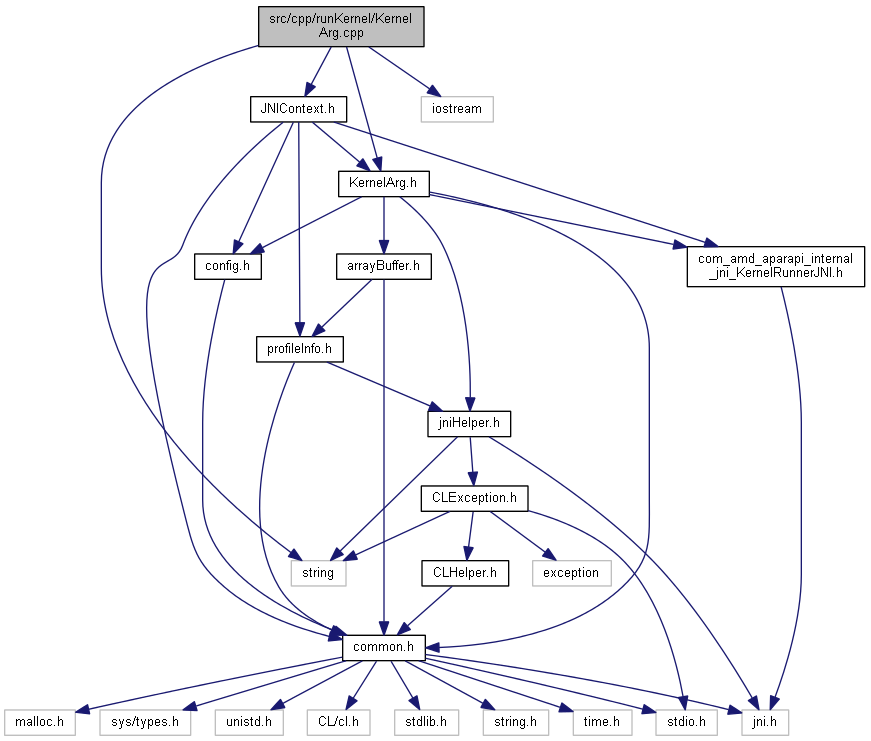 src/cpp/runKernel/Kernel
Arg.cpp
JNIContext.h
iostream
KernelArg.h
config.h
arrayBuffer.h
com_amd_aparapi_internal
_jni_KernelRunnerJNI.h
profileInfo.h
jniHelper.h
CLException.h
string
CLHelper.h
exception
common.h
malloc.h
sys/types.h
unistd.h
CL/cl.h
stdlib.h
string.h
time.h
stdio.h
jni.h